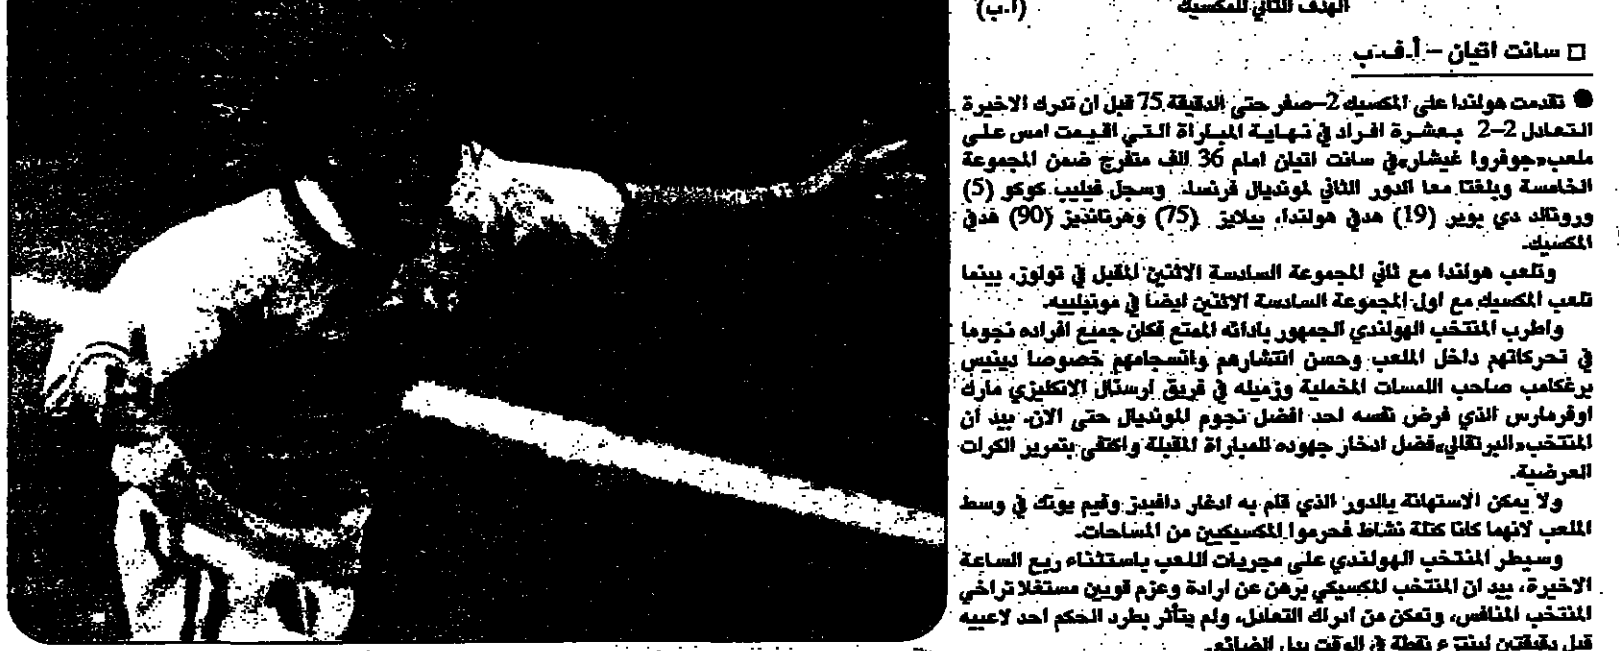 الهدف الثاني للمكسيك (أ.ب)
□ سانت اتيان – أ.ف.ب
● تقدمت هولندا على المكسيك 2–صفر حتى الدقيقة 75 قبل ان تدرك الاخيرة
التعادل 2–2 بعشرة افراد في نهاية المباراة التي اقيمت امس على
ملعب «جوفروا غيشار» في سانت اتيان امام 36 الف متفرج ضمن المجموعة
الخامسة وبلغتا معا الدور الثاني لمونديال فرنسا. وسجل فيليب كوكو (5)
ورونالد دي بوير (19) هدفي هولندا، بيلايز (75) وهرنانديز (90) هدفي
المكسيك.
وتلعب هولندا مع ثاني المجموعة السادسة الاثنين المقبل في تولوز، بينما
تلعب المكسيك مع اول المجموعة السادسة الاثنين ايضا في مونبلييه.
واطرب المنتخب الهولندي الجمهور بادائه الممتع فكان جميع افراده نجوما
في تحركاتهم داخل الملعب وحسن انتشارهم وانسجامهم خصوصا دينيس
برغكامب صاحب اللمسات المخملية وزميله في فريق ارسنال الانكليزي مارك
اوفرمارس الذي فرض نفسه احد افضل نجوم المونديال حتى الان. بيد ان
المنتخب «البرتقالي» فضل ادخار جهوده للمباراة المقبلة واكتفى بتمرير الكرات
العرضية.
ولا يمكن الاستهانة بالدور الذي قام به ادغار دافيدز وفيم يونك في وسط
الملعب لانهما كانا كتلة نشاط فحرموا المكسيكيين من المساحات.
وسيطر المنتخب الهولندي على مجريات اللعب باستثناء ربع الساعة
الاخيرة، بيد ان المنتخب المكسيكي برهن عن ارادة وعزم قويين مستغلا تراخي
المنتخب المنافس، وتمكن من ادراك التعادل، ولم يتأثر بطرد الحكم احد لاعبيه
قبل دقيقتين لينتزع نقطة في الوقت بدل الضائع.